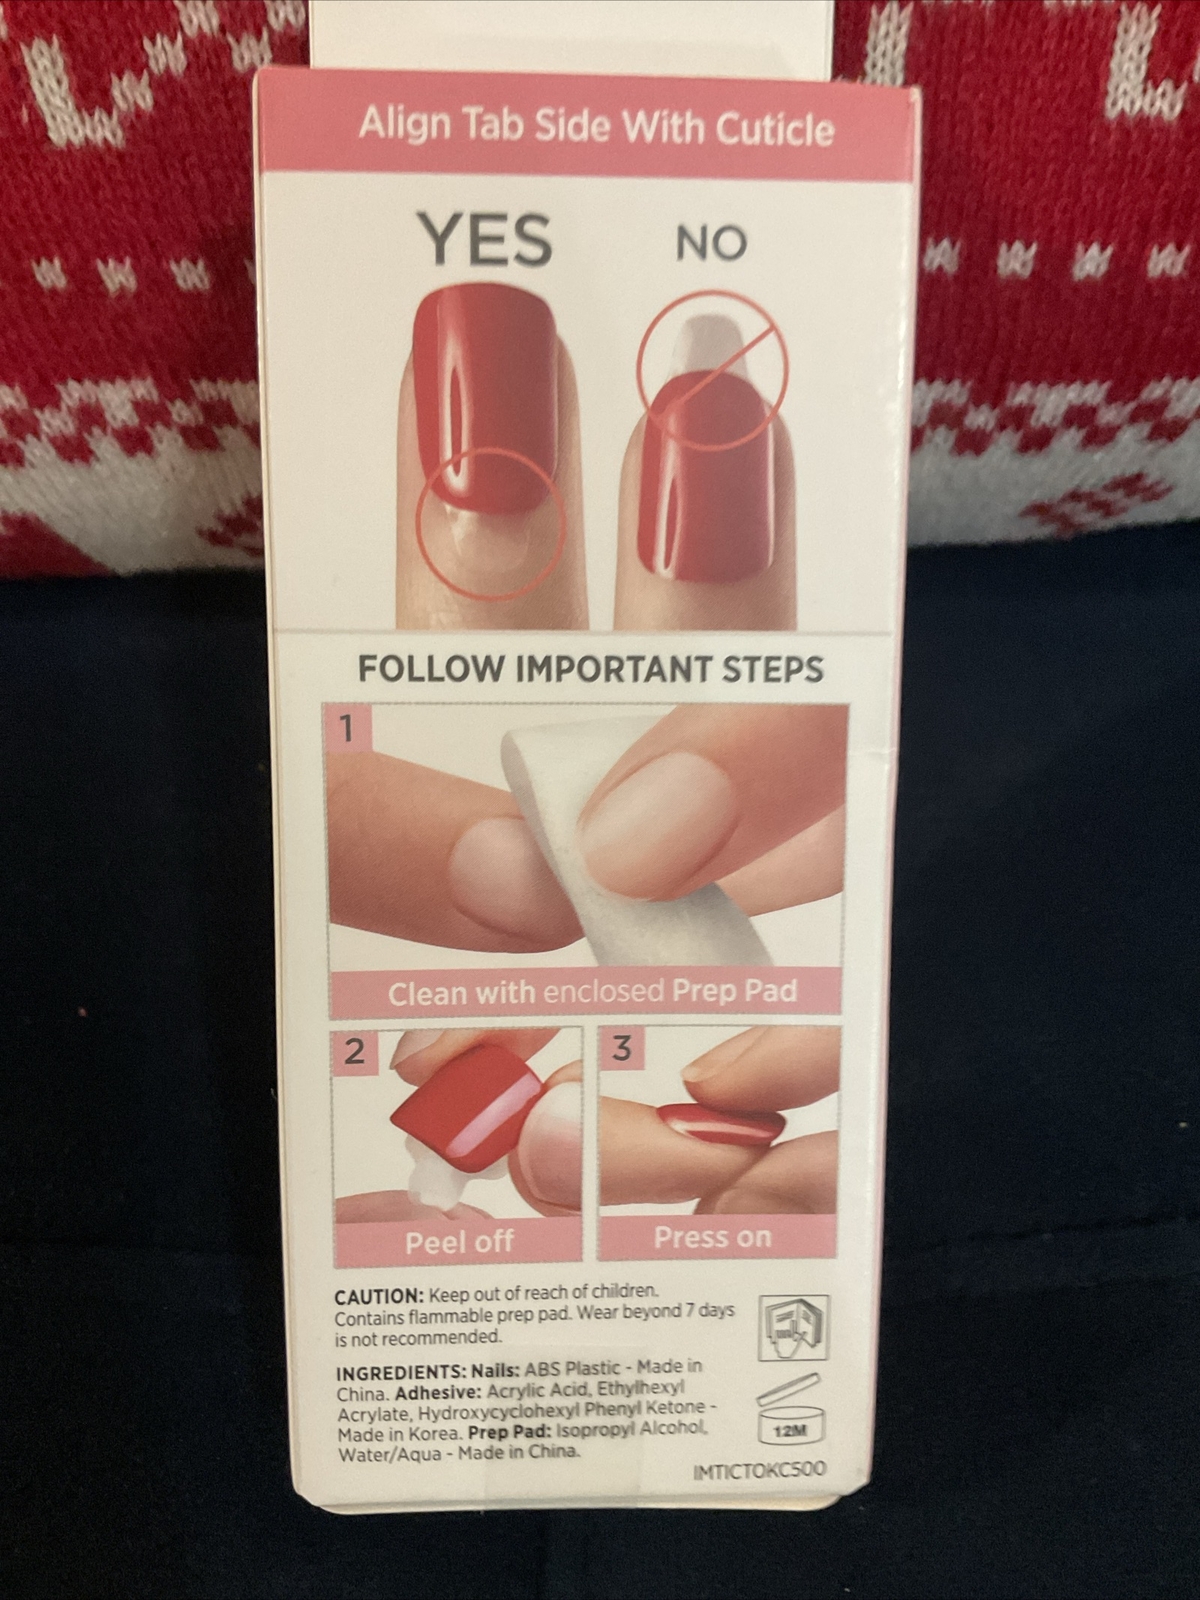 Align Tab Side With Cuticle
YES
NO
FOLLOW IMPORTANT STEPS
1
Clean with enclosed Prep Pad
2
3
Peel off
Press on
CAUTION: Keep out of reach of children.
Contains flammable prep pad. Wear beyond 7 days
is not recommended.
INGREDIENTS: Nails: ABS Plastic - Made in
China. Adhesive: Acrylic Acid, Ethylhexyl
Acrylate, Hydroxycyclohexyl Phenyl Ketone -
Made in Korea. Prep Pad: Isopropyl Alcohol,
Water/Aqua - Made in China.
12M
IMTICTOKC500